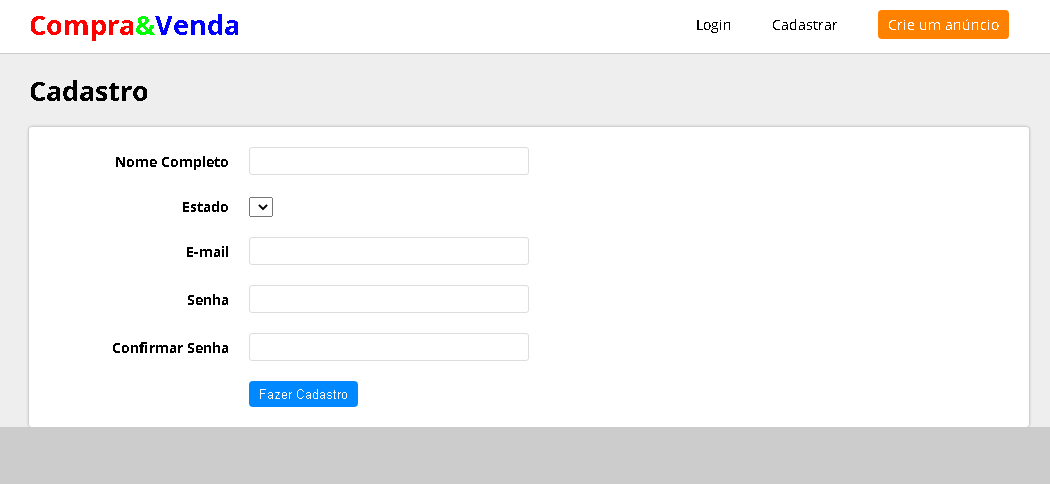 Compra&Venda
Login Cadastrar Crie um anúncio
Cadastro
Nome Completo
Estado
E-mail
Senha
Confirmar Senha
Fazer Cadastro